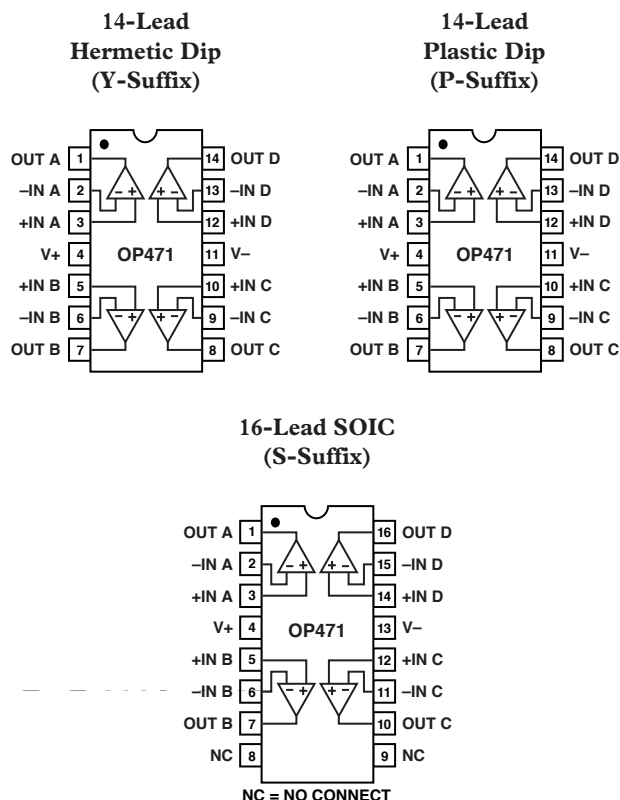 14-Lead
Hermetic Dip
(Y-Suffix)
OUT A 1 14 OUT D
–IN A 2 – + + – 13 –IN D
+IN A 3 12 +IN D
V+ 4 OP471 11 V–
+IN B 5 10 +IN C
–IN B 6 – + + – 9 –IN C
OUT B 7 8 OUT C
14-Lead
Plastic Dip
(P-Suffix)
OUT A 1 14 OUT D
–IN A 2 – + + – 13 –IN D
+IN A 3 12 +IN D
V+ 4 OP471 11 V–
+IN B 5 10 +IN C
–IN B 6 – + + – 9 –IN C
OUT B 7 8 OUT C
16-Lead SOIC
(S-Suffix)
OUT A 1 16 OUT D
–IN A 2 – + + – 15 –IN D
+IN A 3 14 +IN D
V+ 4 OP471 13 V–
+IN B 5 12 +IN C
–IN B 6 – + + – 11 –IN C
OUT B 7 10 OUT C
NC 8 9 NC
NC = NO CONNECT